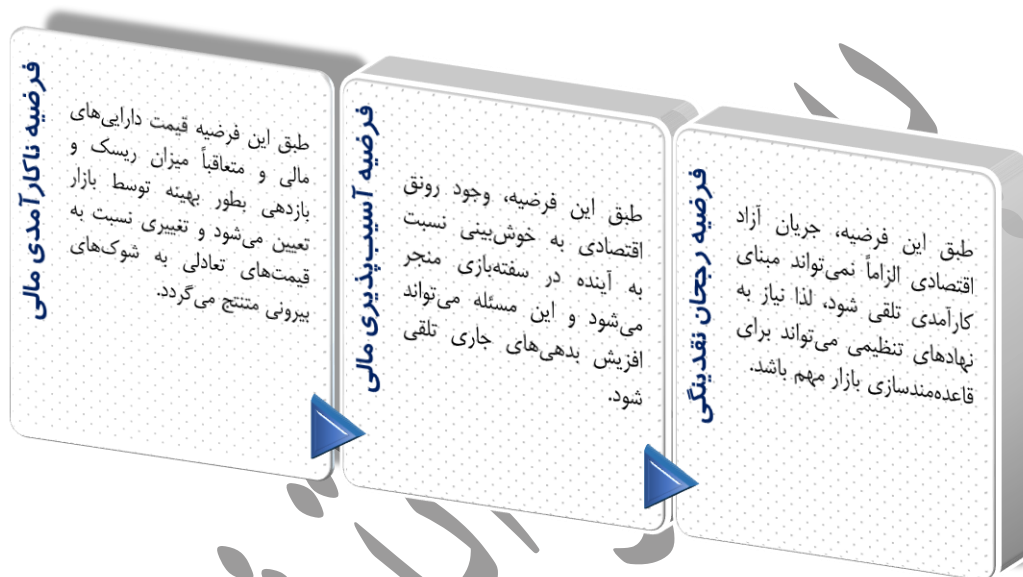 فرضیه ناکارآمدی مالی
طبق این فرضیه قیمت دارایی‌های
مالی و متعاقباً میزان ریسک و
بازدهی بطور بهینه توسط بازار
تعیین می‌شود و تغییری نسبت به
قیمت‌های تعادلی به شوک‌های
بیرونی منتتج می‌گردد.
فرضیه آسیب‌پذیری مالی
طبق این فرضیه، وجود رونق
اقتصادی به خوش‌بینی نسبت
به آینده در سفته‌بازی منجر
می‌شود و این مسئله می‌تواند
افزیش بدهی‌های جاری تلقی
شود.
فرضیه رجحان نقدینگی
طبق این فرضیه، جریان آزاد
اقتصادی الزاماً نمی‌تواند مبنای
کارآمدی تلقی شود، لذا نیاز به
نهادهای تنظیمی می‌تواند برای
قاعده‌مندسازی بازار مهم باشد.